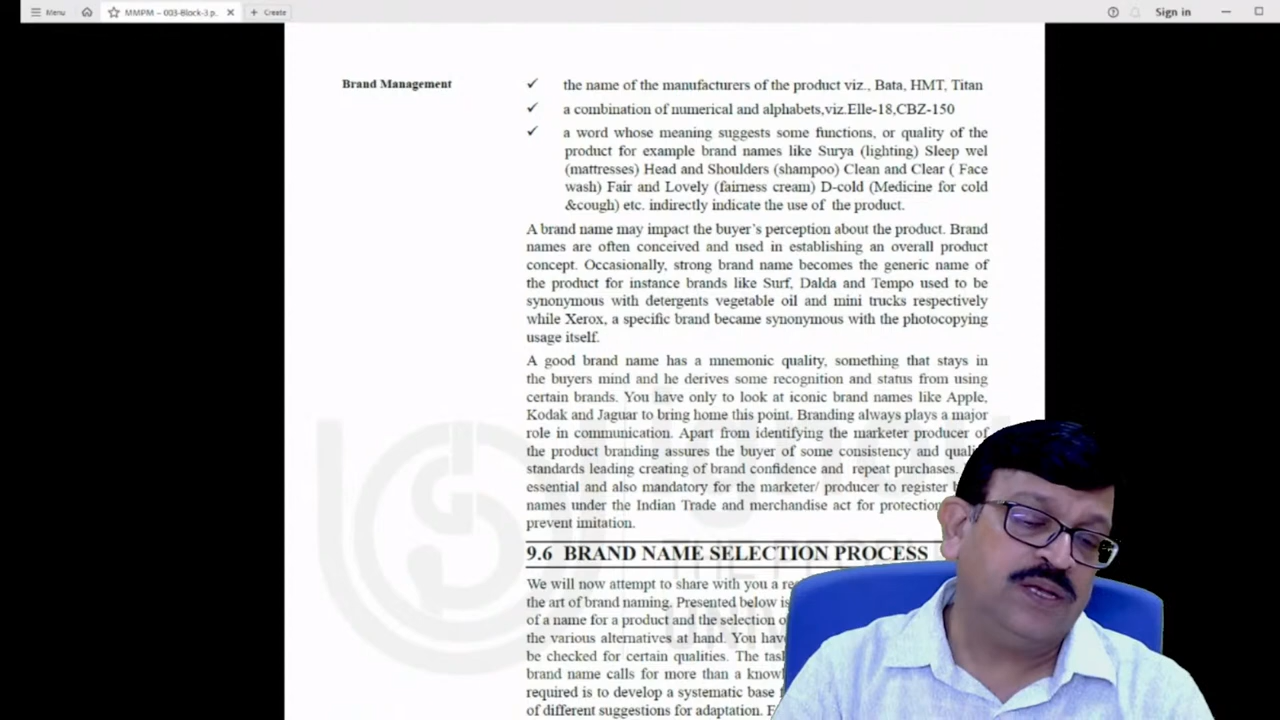 Menu
MMPM – 003-Block-3.p..
Create
Sign in
Brand Management
✓ the name of the manufacturers of the product viz., Bata, HMT, Titan
✓ a combination of numerical and alphabets,viz.Elle-18,CBZ-150
✓ a word whose meaning suggests some functions, or quality of the
product for example brand names like Surya (lighting) Sleep wel
(mattresses) Head and Shoulders (shampoo) Clean and Clear ( Face
wash) Fair and Lovely (fairness cream) D-cold (Medicine for cold
&cough) etc. indirectly indicate the use of the product.
A brand name may impact the buyer's perception about the product. Brand
names are often conceived and used in establishing an overall product
concept. Occasionally, strong brand name becomes the generic name of
the product for instance brands like Surf, Dalda and Tempo used to be
synonymous with detergents vegetable oil and mini trucks respectively
while Xerox, a specific brand became synonymous with the photocopying
usage itself.
A good brand name has a mnemonic quality, something that stays in
the buyers mind and he derives some recognition and status from using
certain brands. You have only to look at iconic brand names like Apple,
Kodak and Jaguar to bring home this point. Branding always plays a major
role in communication. Apart from identifying the marketer producer of
the product branding assures the buyer of some consistency and
standards leading creating of brand confidence and repeat purchases.
essential and also mandatory for the marketer/ producer to register
names under the Indian Trade and merchandise act for protection
prevent imitation.
9.6 BRAND NAME SELECTION PROCESS
We will now attempt to share with you a
the art of brand naming. Presented below
of a name for a product and the selection
the various alternatives at hand. You
be checked for certain qualities. The
brand name calls for more than a
required is to develop a systematic base
of different suggestions for adaptation.